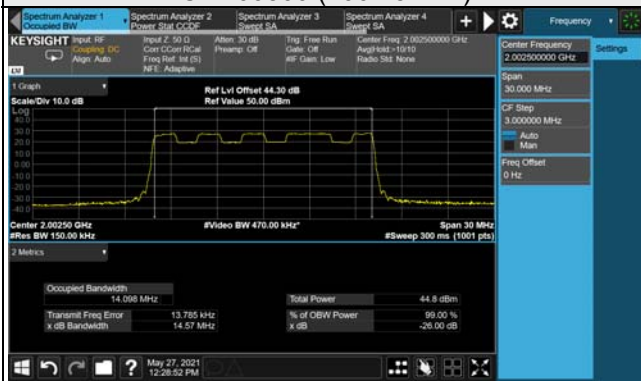 Spectrum Analyzer 1
Occupied BW
Spectrum Analyzer 2
Power Stat CCDF
Spectrum Analyzer 3
Swept SA
Spectrum Analyzer 4
Swept SA
Frequency
KEYSIGHT
Input: RF
Coupling: DC
Align: Auto
Input Z: 50 Ω
Corr CCorr RCal
Freq Ref: Int (S)
NFE: Adaptive
Atten: 30 dB
Preamp: Off
Trig: Free Run
Gate: Off
#IF Gain: Low
Center Freq: 2.002500000 GHz
Avg|Hold:>10/10
Radio Std: None
Center Frequency
2.002500000 GHz
Settings
Span
30.000 MHz
CF Step
3.000000 MHz
Auto
Man
Freq Offset
0 Hz
1 Graph
Scale/Div 10.0 dB
Ref Lvl Offset 44.30 dB
Ref Value 50.00 dBm
Log
40.0
30.0
20.0
10.0
0.00
-10.0
-20.0
-30.0
-40.0
Center 2.00250 GHz
#Res BW 150.00 kHz
#Video BW 470.00 kHz*
Span 30 MHz
#Sweep 300 ms (1001 pts)
2 Metrics
Occupied Bandwidth
14.098 MHz
Total Power
44.8 dBm
Transmit Freq Error
13.785 kHz
% of OBW Power
99.00 %
x dB Bandwidth
14.57 MHz
x dB
-26.00 dB
May 27, 2021
12:28:52 PM